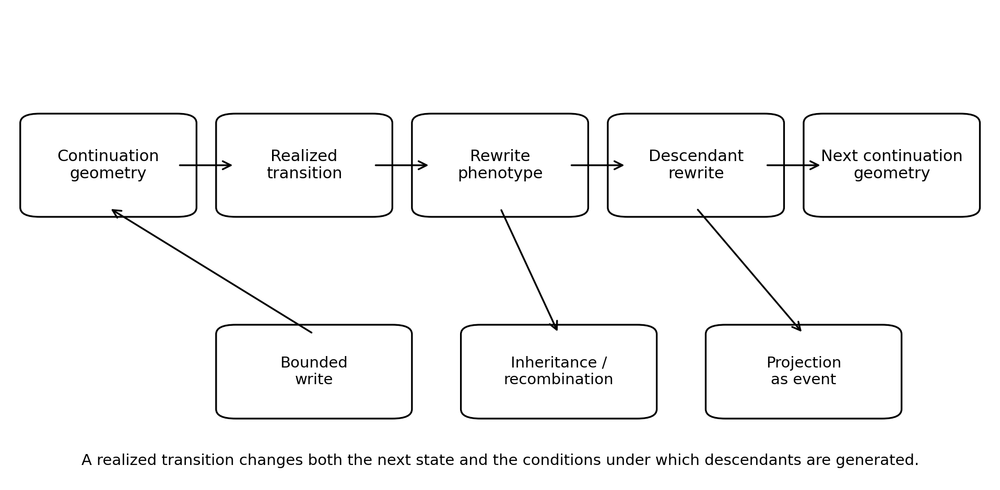 Continuation
geometry
Realized
transition
Rewrite
phenotype
Descendant
rewrite
Next continuation
geometry
Bounded
write
Inheritance /
recombination
Projection
as event
A realized transition changes both the next state and the conditions under which descendants are generated.